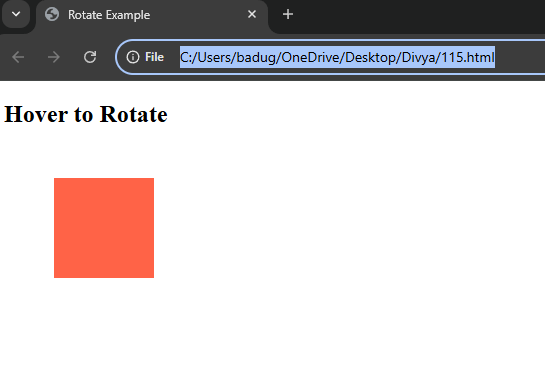 Rotate Example
File C:/Users/badug/OneDrive/Desktop/Divya/115.html
Hover to Rotate